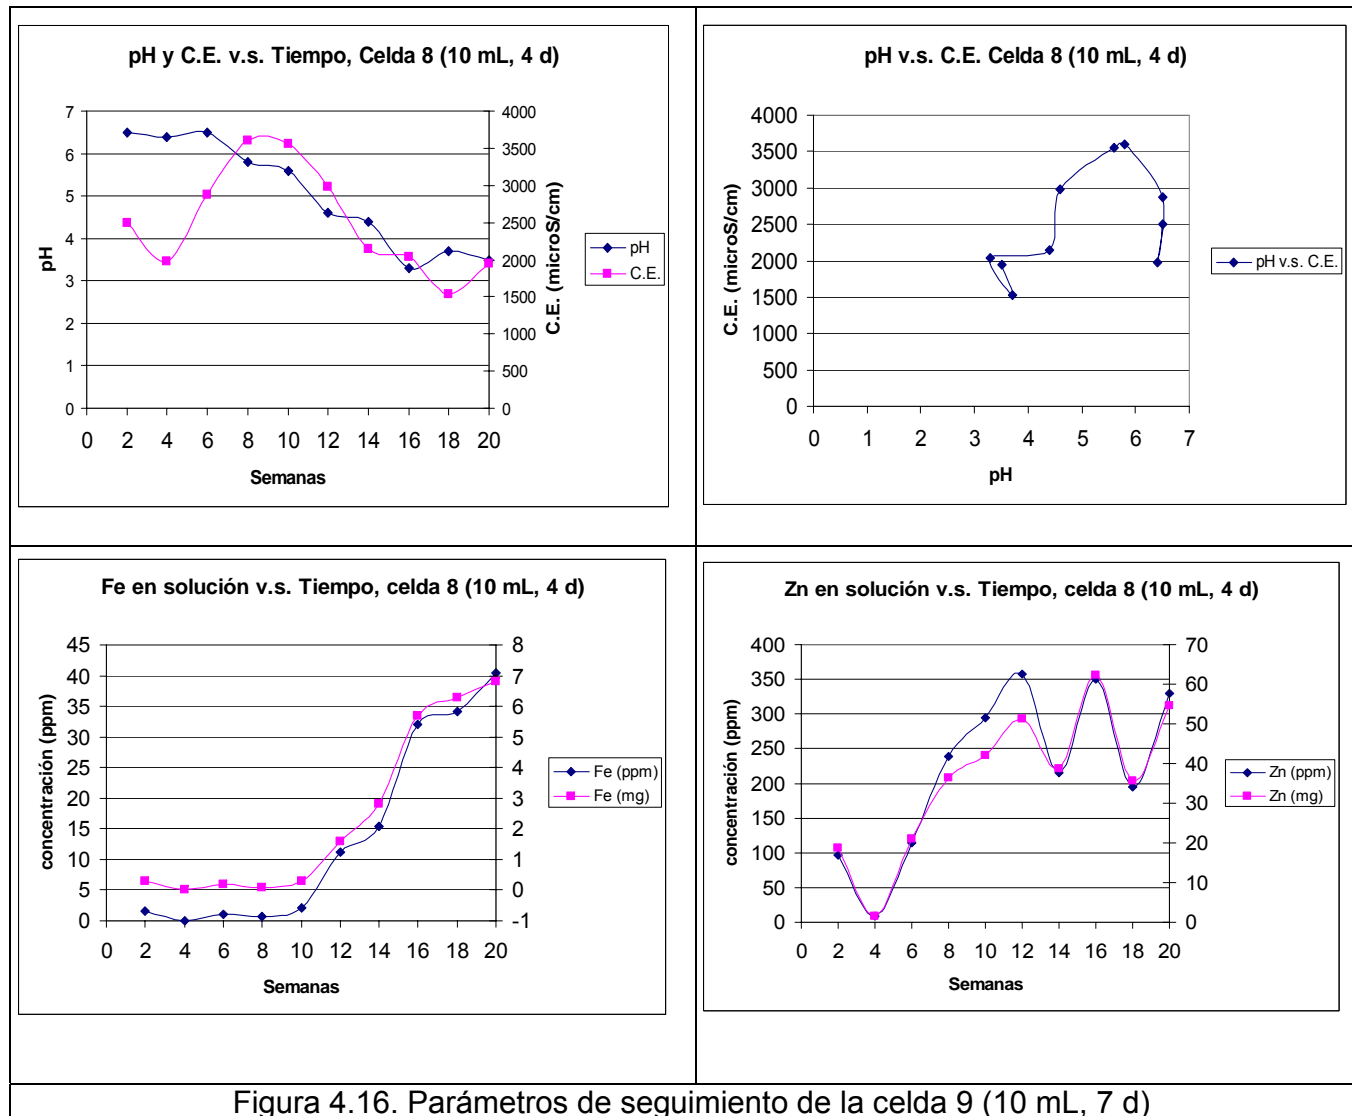 pH y C.E. v.s. Tiempo, Celda 8 (10 mL, 4 d)
7
6
5
4
3
2
1
0
pH
4000
3500
3000
2500
2000
1500
1000
500
0
C.E. (microS/cm)
0 2 4 6 8 10 12 14 16 18 20
Semanas
pH
C.E.
pH v.s. C.E. Celda 8 (10 mL, 4 d)
4000
3500
3000
2500
2000
1500
1000
500
0
C.E. (microS/cm)
0 1 2 3 4 5 6 7
pH
pH v.s. C.E.
Fe en solución v.s. Tiempo, celda 8 (10 mL, 4 d)
45
40
35
30
25
20
15
10
5
0
concentración (ppm)
8
7
6
5
4
3
2
1
0
-1
0 2 4 6 8 10 12 14 16 18 20
Semanas
Fe (ppm)
Fe (mg)
Zn en solución v.s. Tiempo, celda 8 (10 mL, 4 d)
400
350
300
250
200
150
100
50
0
concentración (ppm)
70
60
50
40
30
20
10
0
0 2 4 6 8 10 12 14 16 18 20
Semanas
Zn (ppm)
Zn (mg)
Figura 4.16. Parámetros de seguimiento de la celda 9 (10 mL, 7 d)